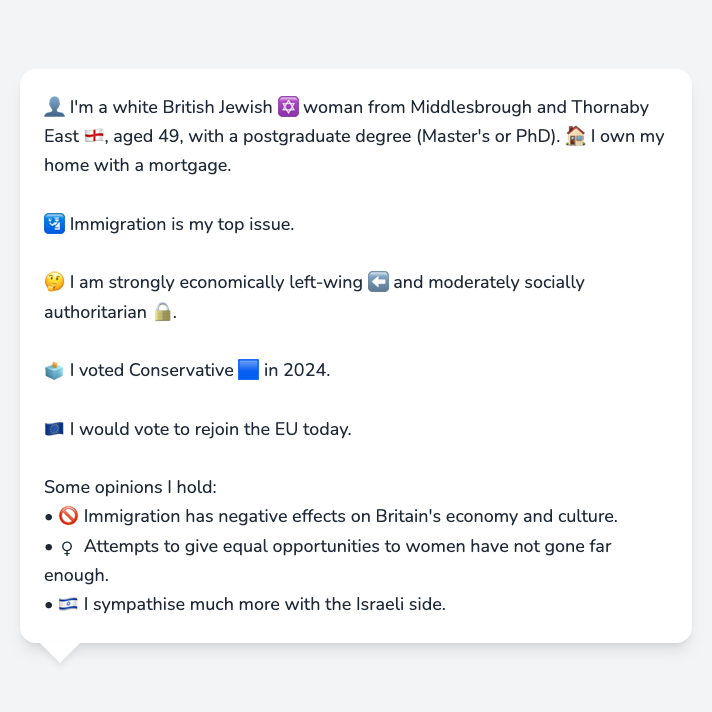 👤 I'm a white British Jewish ✡️ woman from Middlesbrough and Thornaby
East 🏴󠁧󠁢󠁥󠁮󠁧󠁿, aged 49, with a postgraduate degree (Master's or PhD). 🏠 I own my
home with a mortgage.
🛂 Immigration is my top issue.
🤔 I am strongly economically left-wing ⬅️ and moderately socially
authoritarian 🔒.
🗳️ I voted Conservative 🟦 in 2024.
🇪🇺 I would vote to rejoin the EU today.
Some opinions I hold:
• 🚫 Immigration has negative effects on Britain's economy and culture.
• ♀ Attempts to give equal opportunities to women have not gone far
enough.
• 🇮🇱 I sympathise much more with the Israeli side.